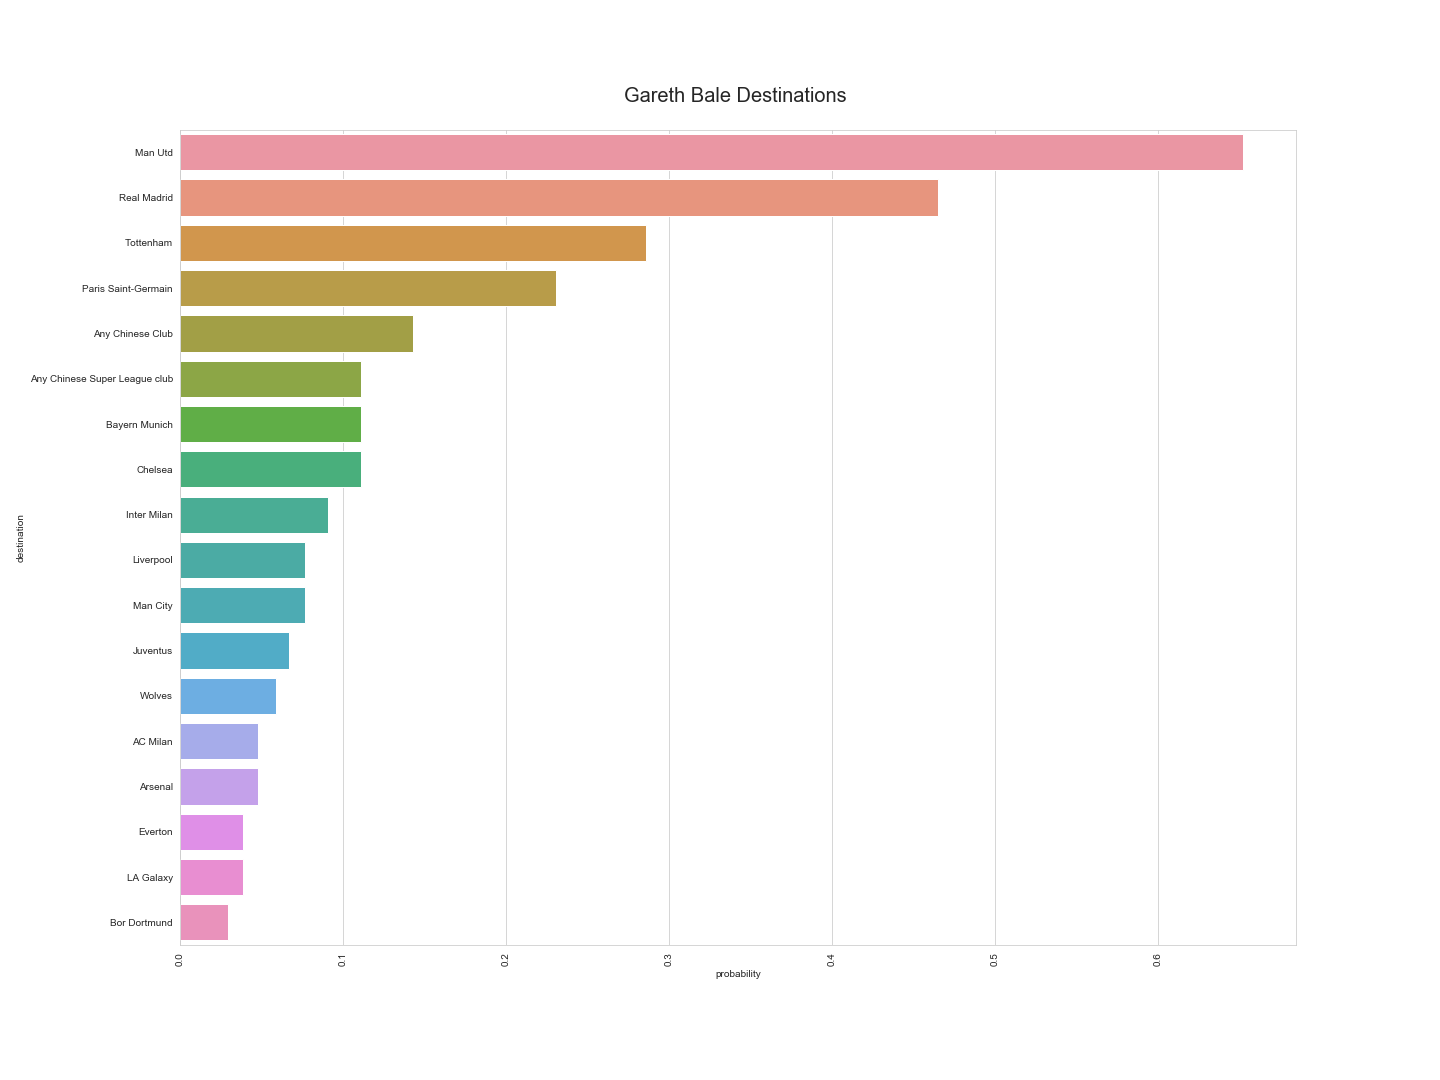 Gareth Bale Destinations
Man Utd
Real Madrid
Tottenham
Paris Saint-Germain
Any Chinese Club
Any Chinese Super League club
Bayern Munich
Chelsea
Inter Milan
Liverpool
Man City
Juventus
Wolves
AC Milan
Arsenal
Everton
LA Galaxy
Bor Dortmund
destination
0.0
0.1
0.2
0.3
0.4
0.5
0.6
probability